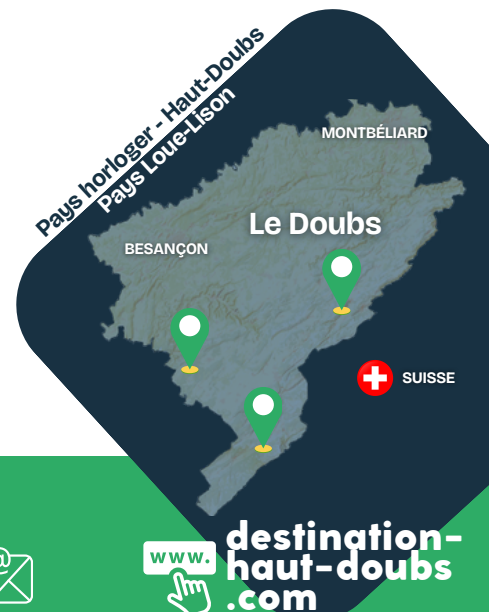 Pays horloger - Haut-Doubs
Pays Loue-Lison
MONTBÉLIARD
Le Doubs
BESANÇON
SUISSE
@
www.
destination-
haut-doubs
.com